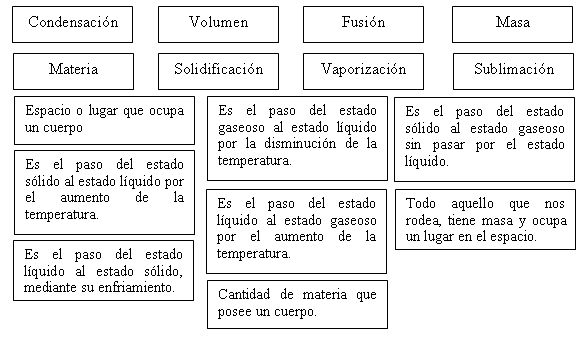 Condensación
Volumen
Fusión
Masa
Materia
Solidificación
Vaporización
Sublimación
Espacio o lugar que ocupa
un cuerpo
Es el paso del estado
sólido al estado líquido por
el aumento de la
temperatura.
Es el paso del estado
líquido al estado sólido,
mediante su enfriamiento.
Es el paso del estado
gaseoso al estado líquido
por la disminución de la
temperatura.
Es el paso del estado
líquido al estado gaseoso
por el aumento de la
temperatura.
Cantidad de materia que
posee un cuerpo.
Es el paso del estado
sólido al estado gaseoso
sin pasar por el estado
líquido.
Todo aquello que nos
rodea, tiene masa y ocupa
un lugar en el espacio.